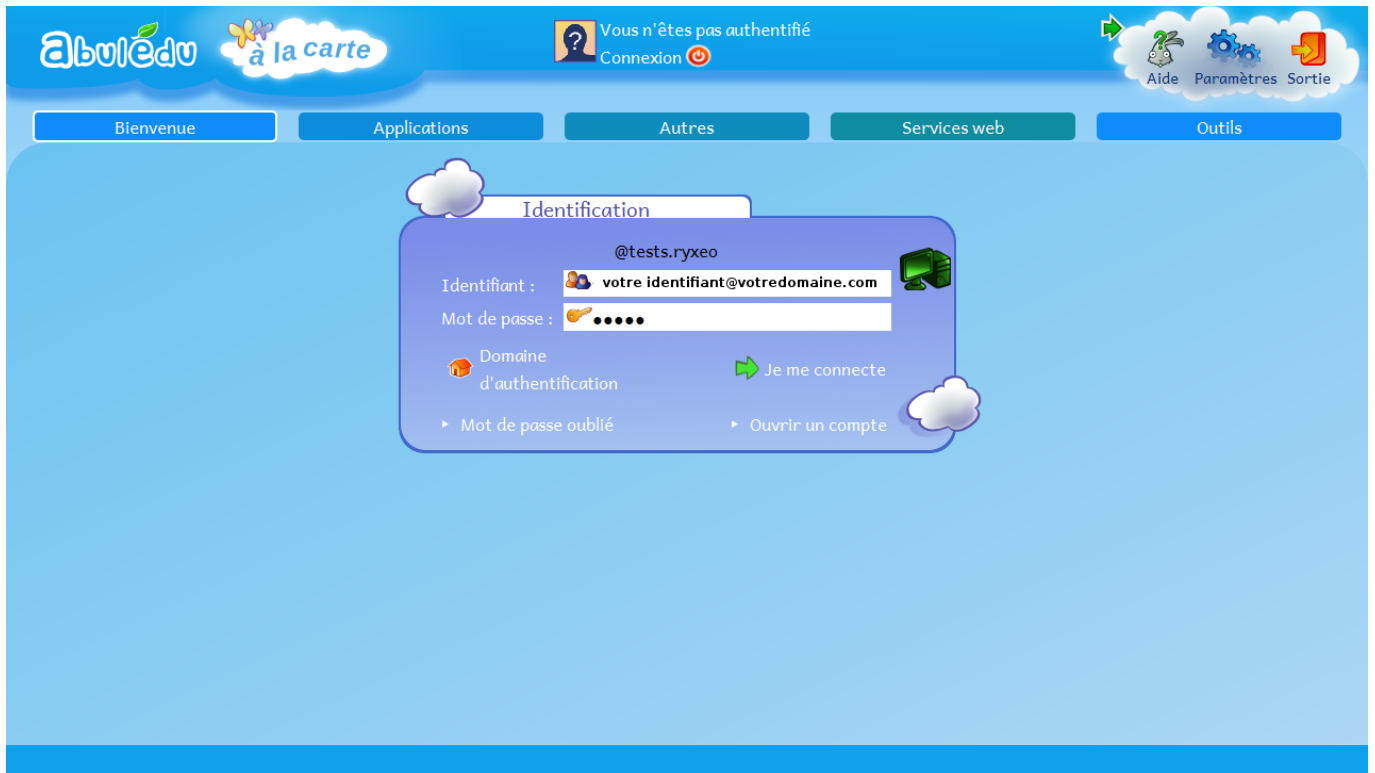 abulédu
à la carte
Vous n'êtes pas authentifié
Connexion
Aide Paramètres Sortie
Bienvenue Applications Autres Services web Outils
Identification
@tests.ryxeo
Identifiant : votre identifiant@votredomaine.com
Mot de passe : •••••
Domaine
d'authentification
Je me connecte
Mot de passe oublié
Ouvrir un compte